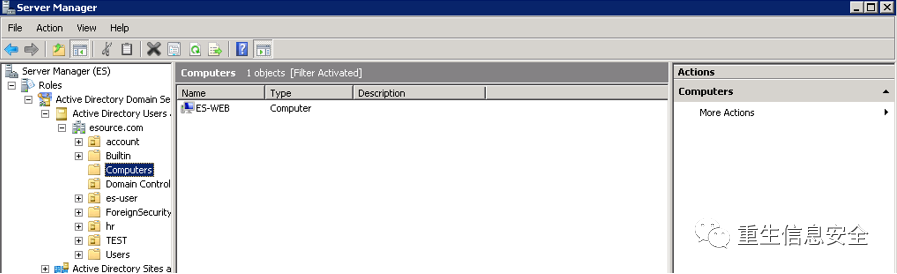 Server Manager
File Action View Help
Server Manager (ES)
Roles
Active Directory Domain Se
Active Directory Users
esource.com
account
Builtin
Computers
Domain Control
es-user
ForeignSecurity
hr
TEST
Users
Active Directory Sites a
Computers 1 objects [Filter Activated]
Name Type Description
ES-WEB Computer
Actions
Computers
More Actions
重生信息安全